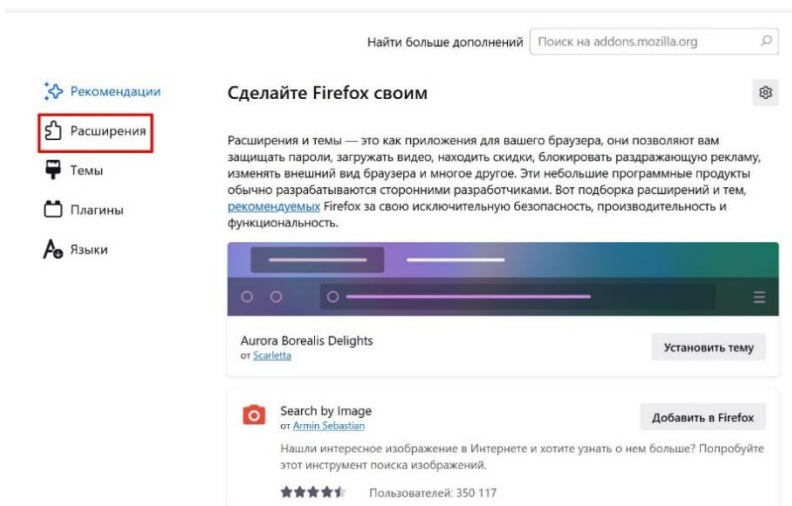 Найти больше дополнений
Поиск на addons.mozilla.org
Рекомендации
Расширения
Темы
Плагины
Языки
Сделайте Firefox своим
Расширения и темы — это как приложения для вашего браузера, они позволяют вам
защищать пароли, загружать видео, находить скидки, блокировать раздражающую рекламу,
изменять внешний вид браузера и многое другое. Эти небольшие программные продукты
обычно разрабатываются сторонними разработчиками. Вот подборка расширений и тем,
рекомендуемых Firefox за свою исключительную безопасность, производительность и
функциональность.
Aurora Borealis Delights
от Scarletta
Установить тему
Search by Image
от Armin Sebastian
Добавить в Firefox
Нашли интересное изображение в Интернете и хотите узнать о нем больше? Попробуйте
этот инструмент поиска изображений.
Пользователей: 350 117